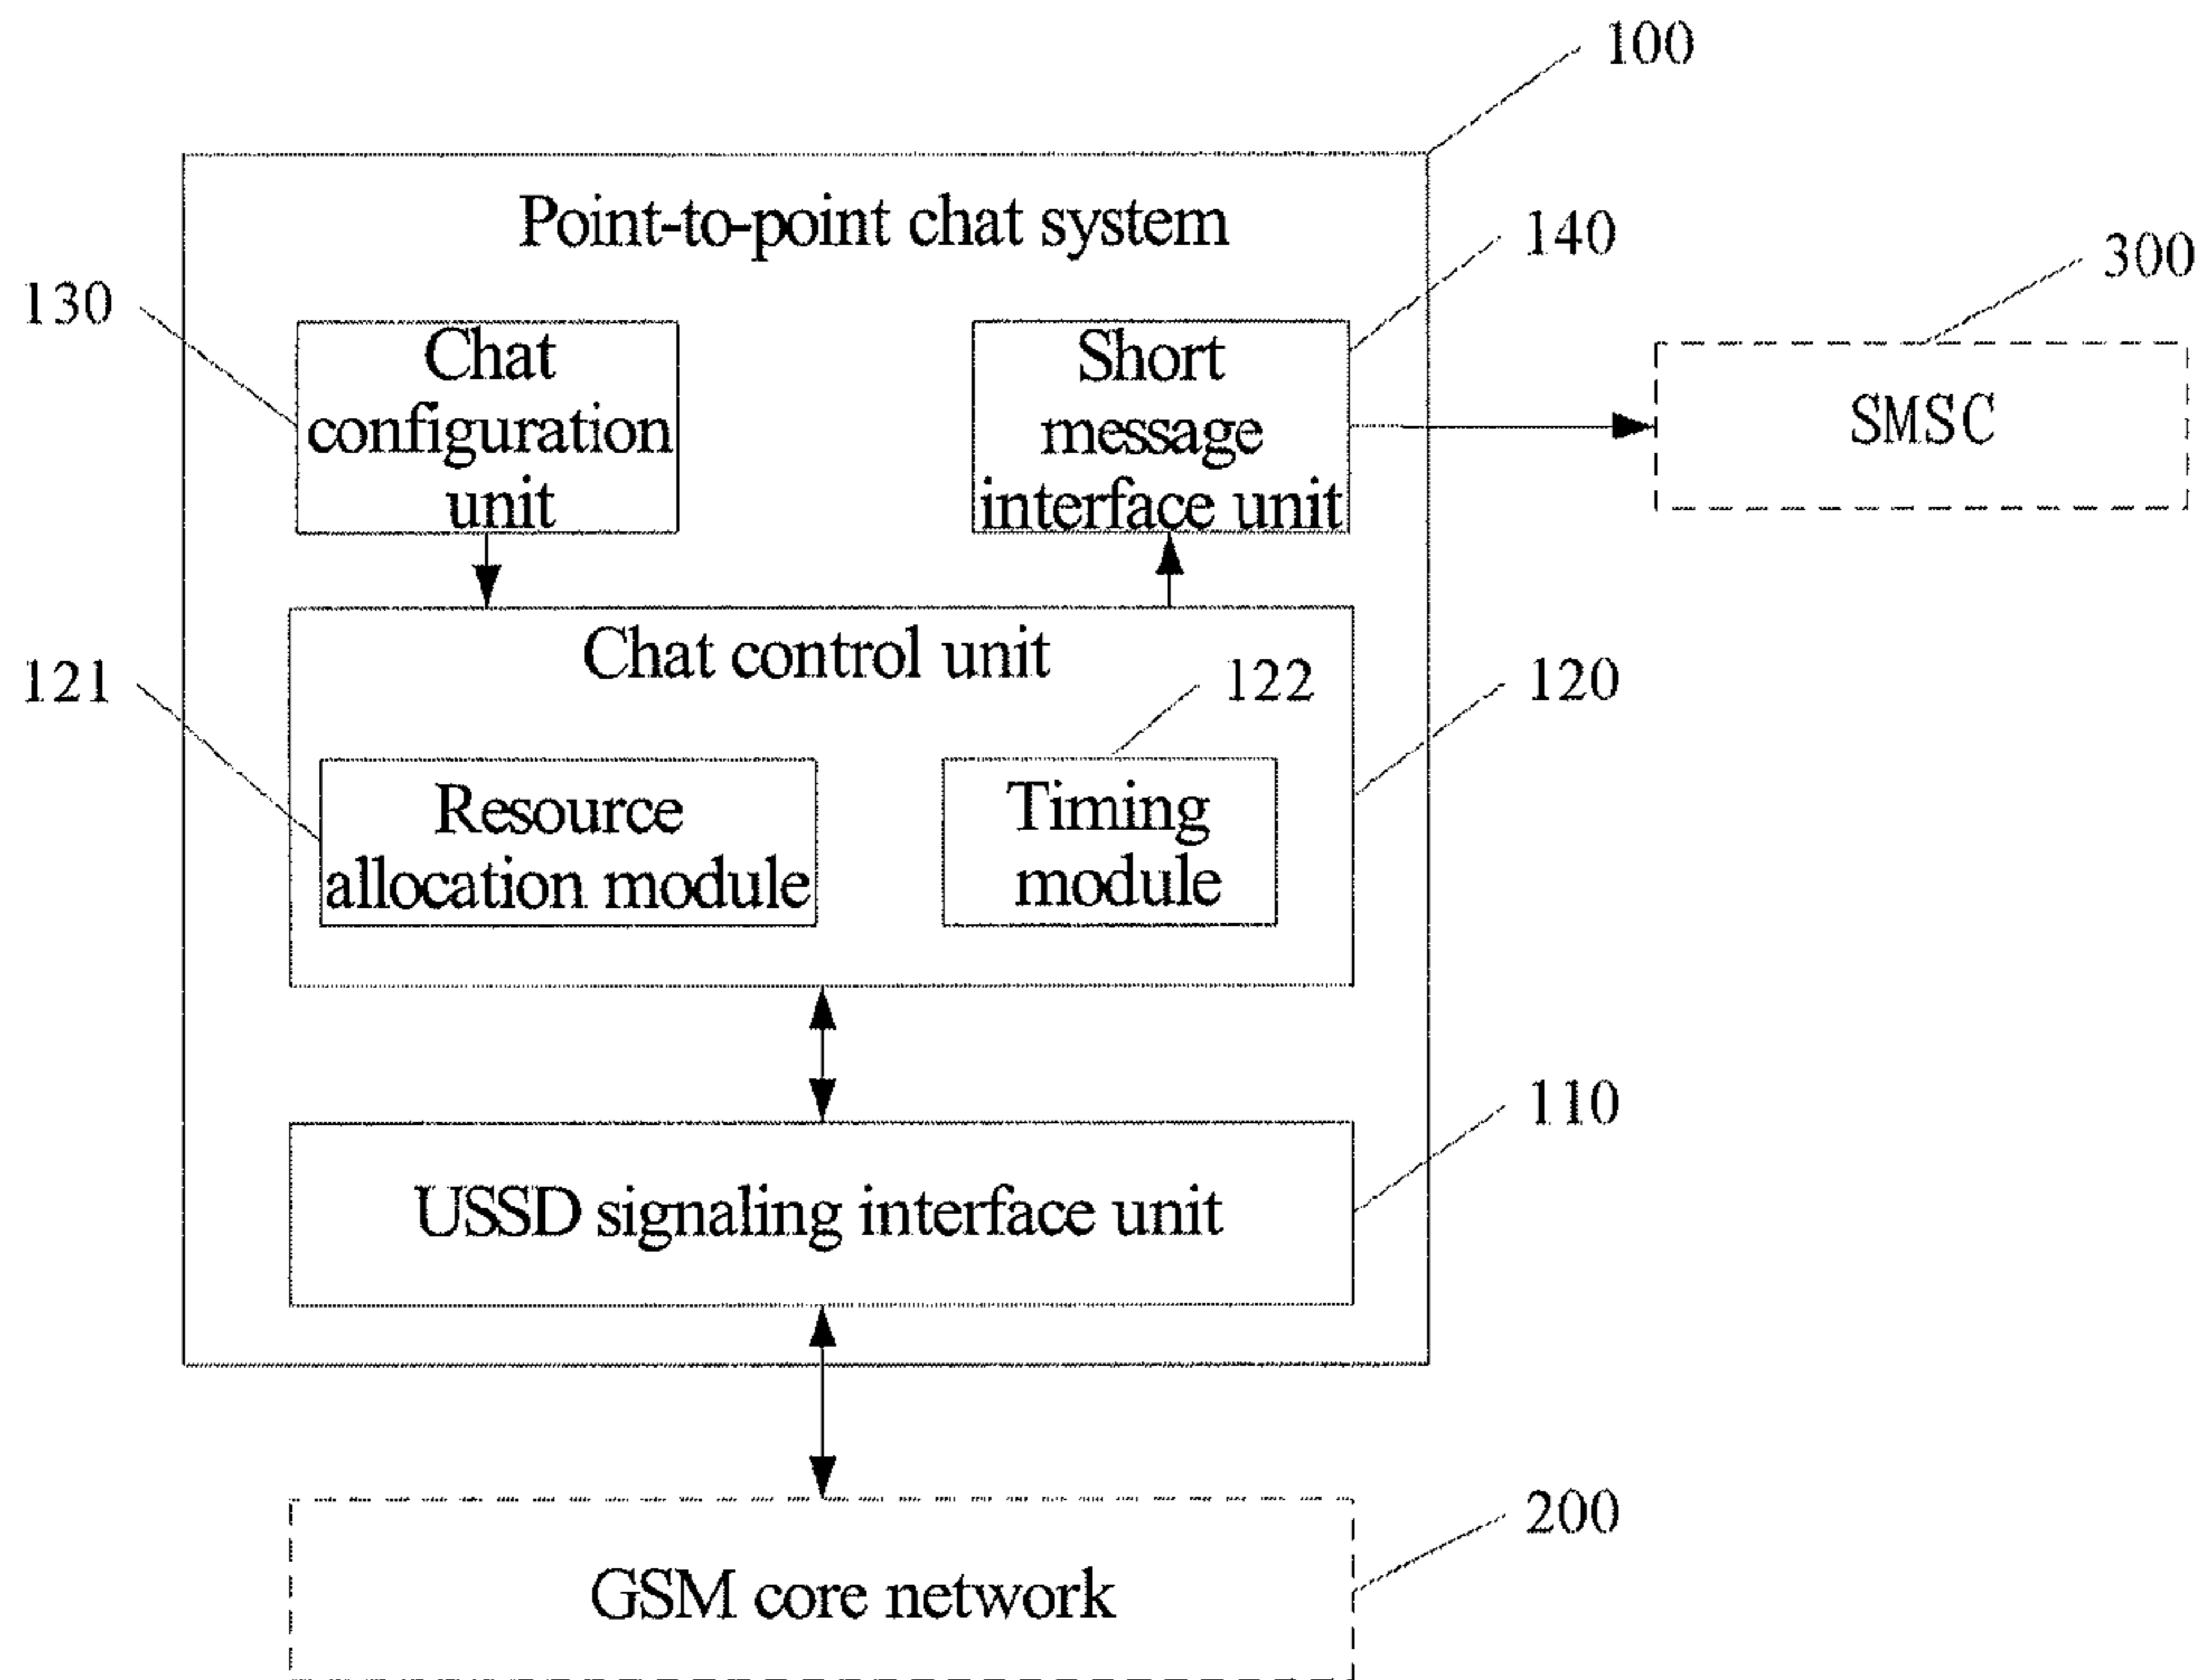 100
Point-to-point chat system
140
300
130
Chat
configuration
unit
Short
message
interface unit
SMSC
Chat control unit
121
122
120
Resource
allocation module
Timing
module
110
USSD signaling interface unit
200
GSM core network